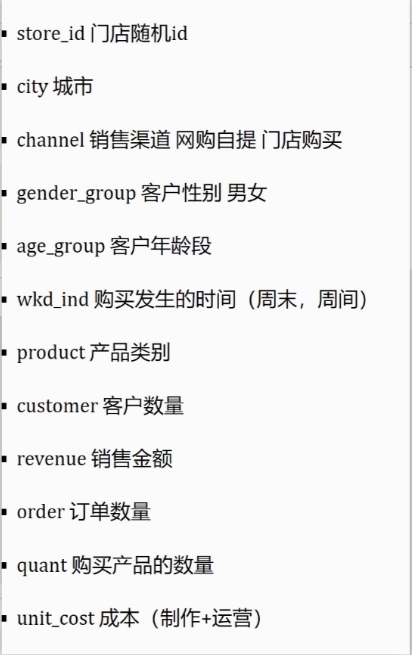 store_id 门店随机id
city 城市
channel 销售渠道 网购自提 门店购买
gender_group 客户性别 男女
age_group 客户年龄段
wkd_ind 购买发生的时间（周末，周间）
product 产品类别
customer 客户数量
revenue 销售金额
order 订单数量
quant 购买产品的数量
unit_cost 成本（制作+运营）